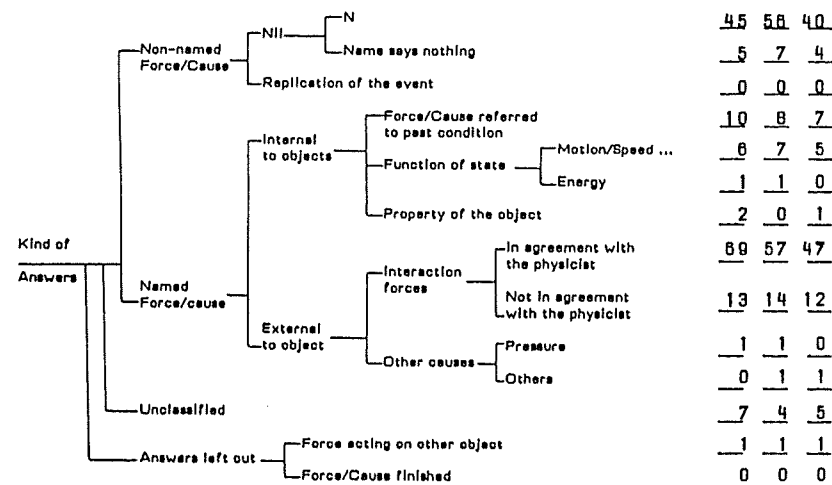 N 45 58 40
Nil
Non-named
Force/Cause
Name says nothing 5 7 4
Replication of the event 0 0 0
Force/Cause referred
to past condition 10 8 7
Internal
to objects
Motion/Speed ... 6 7 5
Function of state
Energy 1 1 0
Property of the object 2 0 1
Kind of
Answers
In agreement with
the physicist 69 57 47
Interaction
forces
Named
Force/cause
Not in agreement
with the physicist 13 14 12
External
to object
Pressure 1 1 0
Other causes
Others 0 1 1
Unclassified 7 4 5
Force acting on other object 1 1 1
Answers left out
Force/Cause finished 0 0 0